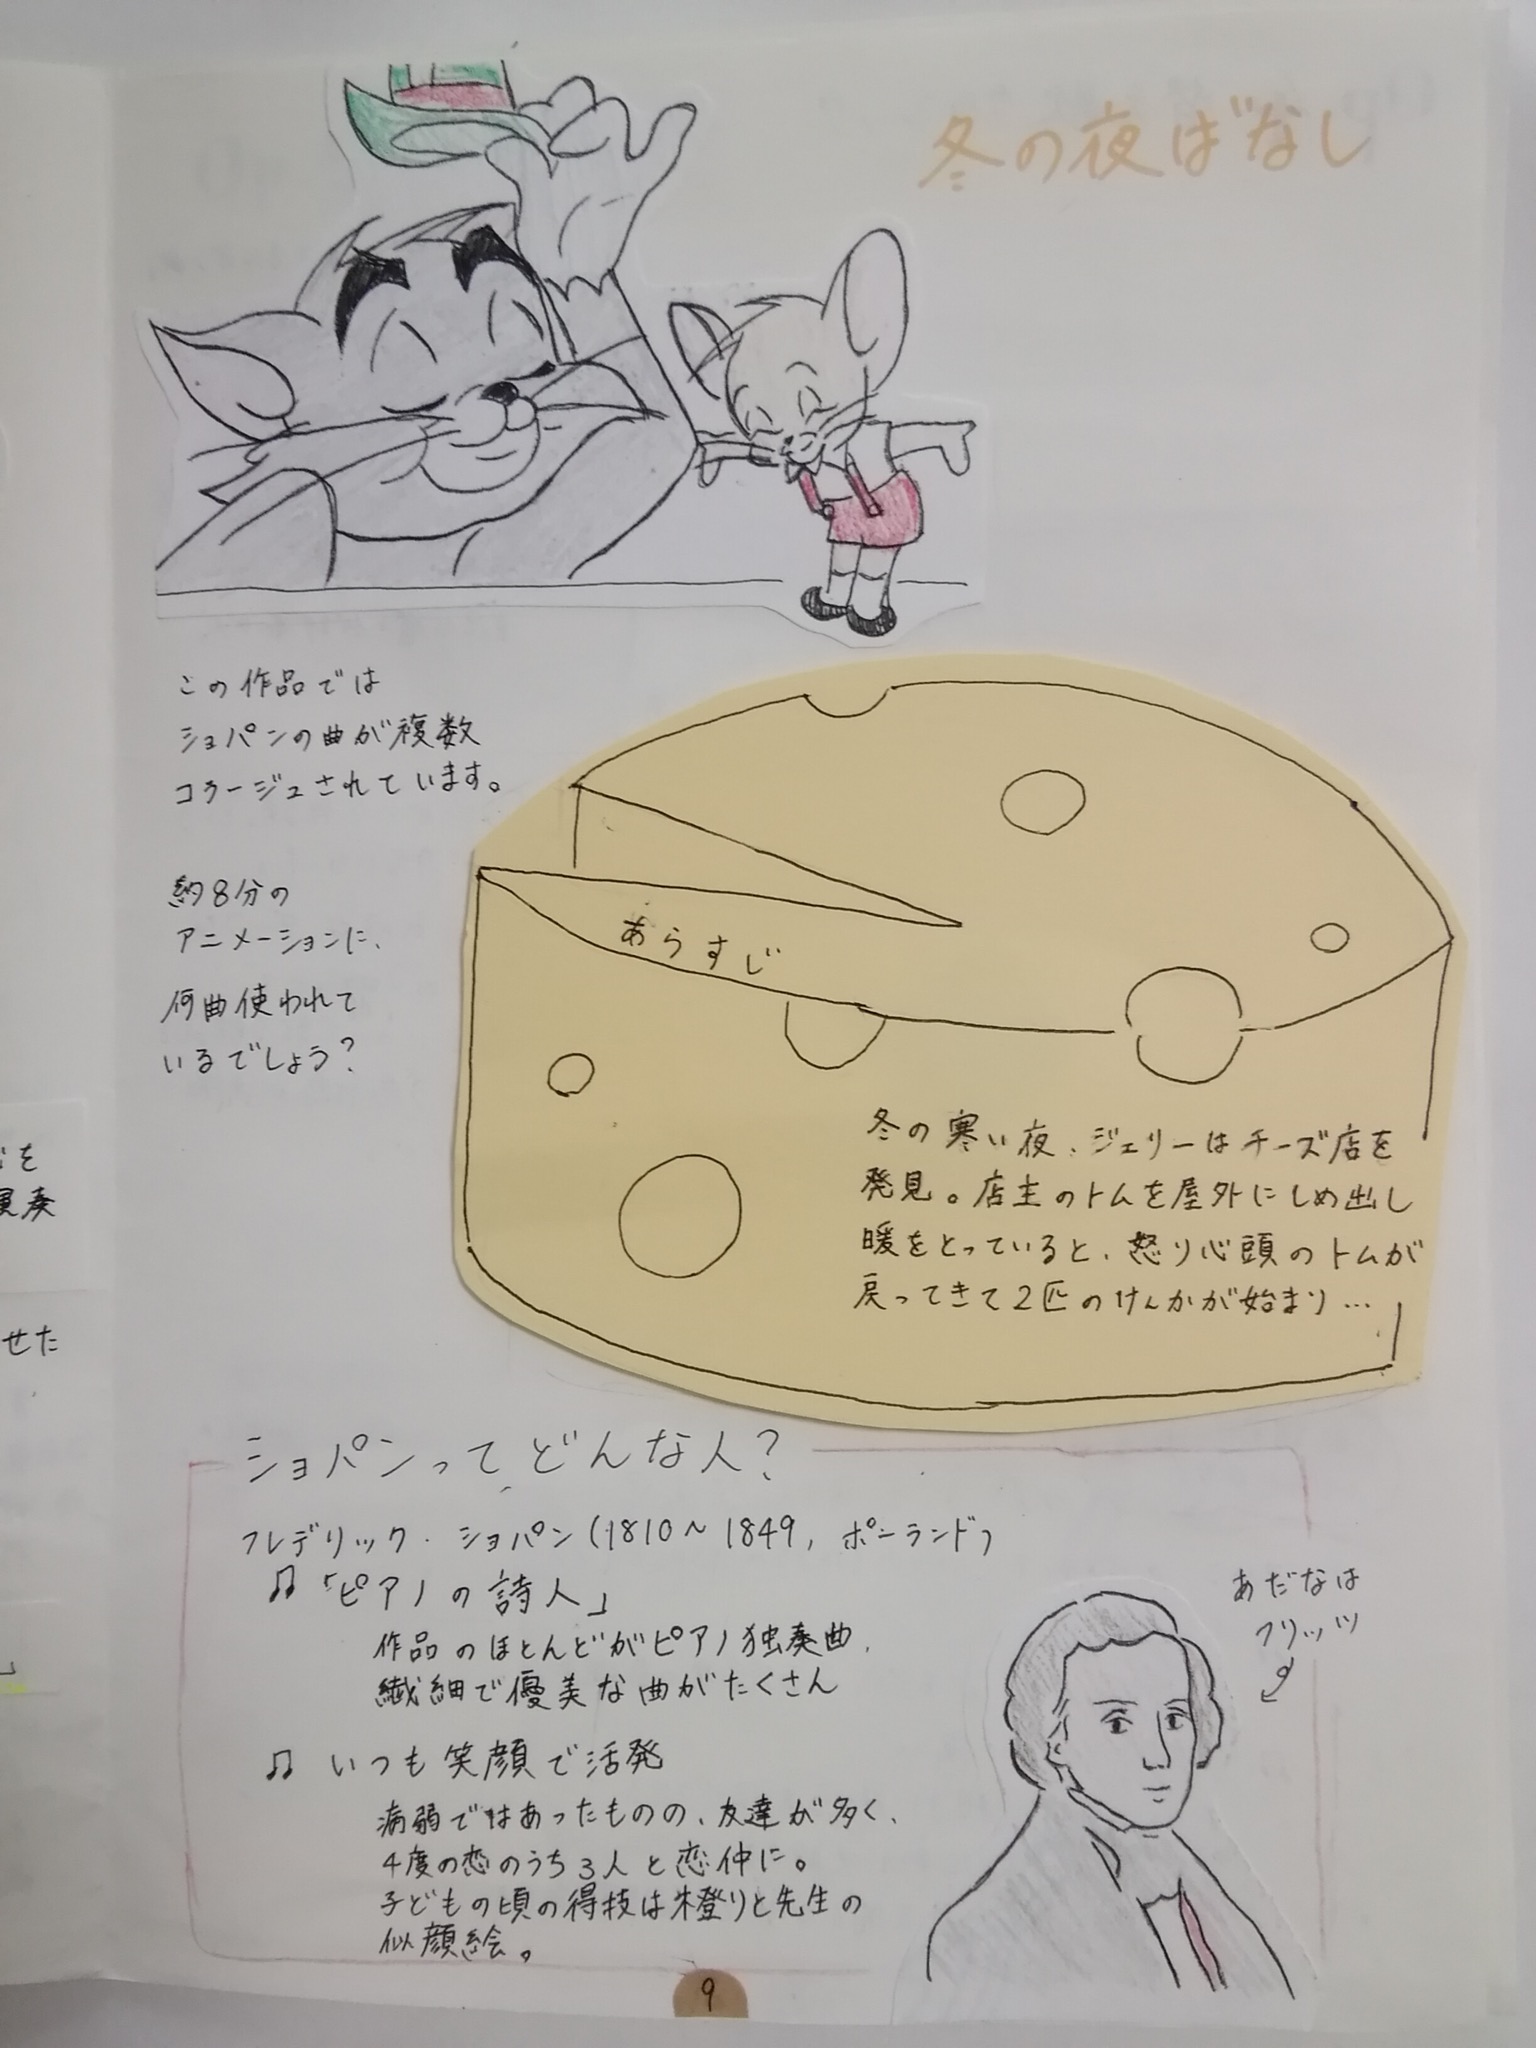 冬の夜ばなし
この作品では
ショパンの曲が複数
コラージュされています。
約8分の
アニメーションに、
何曲使われて
いるでしょう?
あらすじ
冬の寒い夜、ジェリーはチーズ店を
発見。店主のトムを屋外にしめ出し
暖をとっていると、怒り心頭のトムが
戻ってきて2匹のけんかが始まり…
ショパンってどんな人?
フレデリック・ショパン(1810~1849, ポーランド)
♫「ピアノの詩人」
作品のほとんどがピアノ独奏曲、
繊細で優美な曲がたくさん
♫ いつも笑顔で活発
病弱ではあったものの、友達が多く、
4度の恋のうち3人と恋仲に。
子どもの頃の得技は木登りと先生の
似顔絵。
あだなは
フリッツ
9
を
演奏
せた